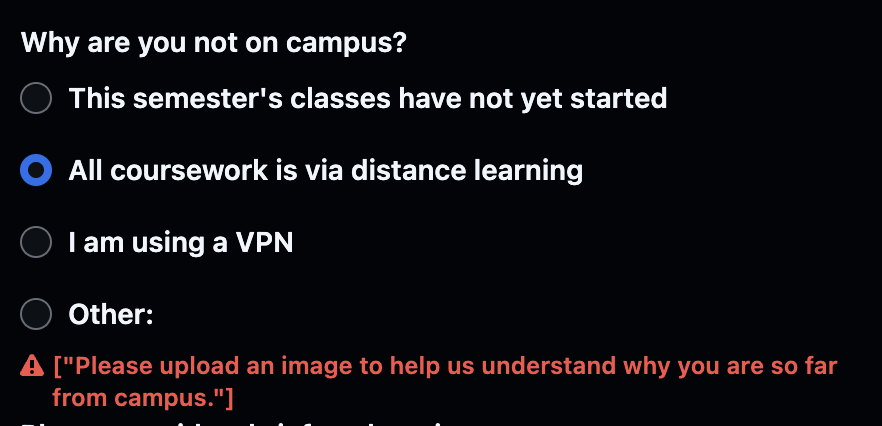 Why are you not on campus?
This semester's classes have not yet started
All coursework is via distance learning
I am using a VPN
Other:
["Please upload an image to help us understand why you are so far
from campus."]